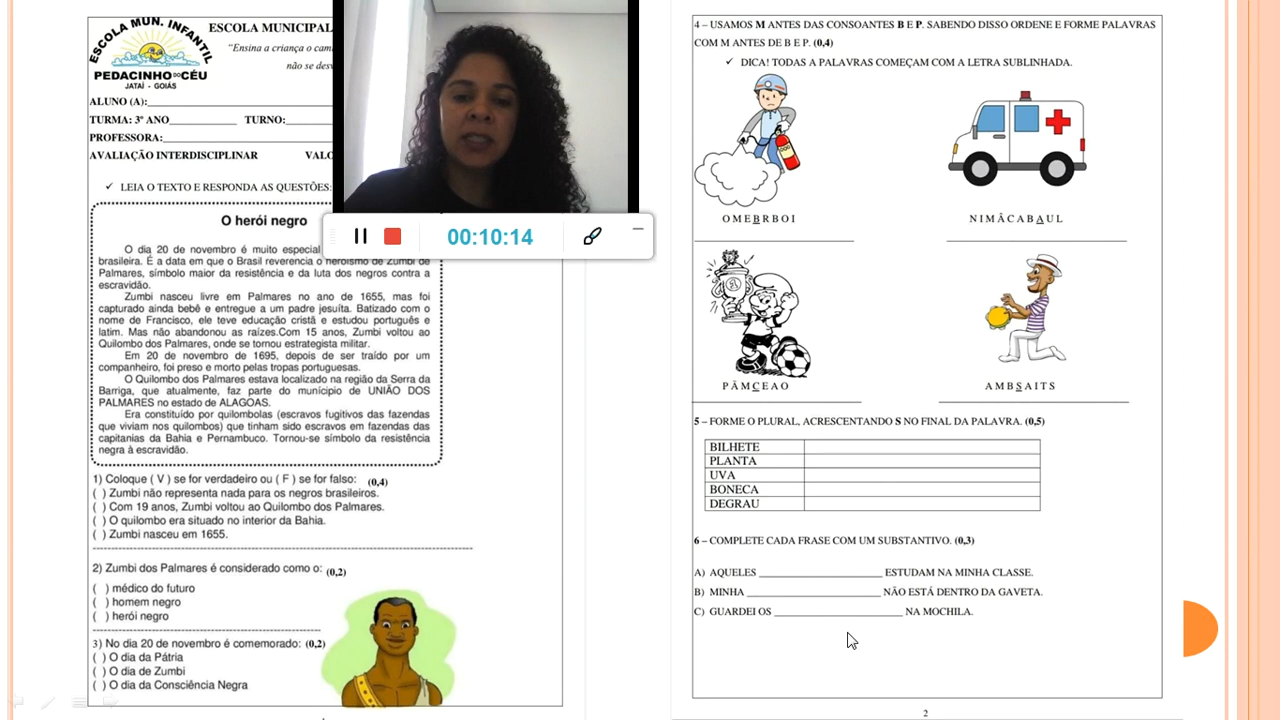 ESCOLA MUN. INFANTIL
PEDACINHO DO CÉU
JATAÍ - GOIÁS
ESCOLA MUNICIPAL
“Ensina a criança o cami
não se des
ALUNO (A):
TURMA: 3º ANO____________ TURNO:
PROFESSORA:
AVALIAÇÃO INTERDISCIPLINAR VALO
✓ LEIA O TEXTO E RESPONDA AS QUESTÕES:
O herói negro
O dia 20 de novembro é muito especial
brasileira. É a data em que o Brasil reverencia o heroísmo de Zumbi de
Palmares, símbolo maior da resistência e da luta dos negros contra a
escravidão.
Zumbi nasceu livre em Palmares no ano de 1655, mas foi
capturado ainda bebê e entregue a um padre jesuíta. Batizado com o
nome de Francisco, ele teve educação cristã e estudou português e
latim. Mas não abandonou as raízes.Com 15 anos, Zumbi voltou ao
Quilombo dos Palmares, onde se tornou estrategista militar.
Em 20 de novembro de 1695, depois de ser traído por um
companheiro, foi preso e morto pelas tropas portuguesas.
O Quilombo dos Palmares estava localizado na região da Serra da
Barriga, que atualmente, faz parte do município de UNIÃO DOS
PALMARES no estado de ALAGOAS.
Era constituído por quilombolas (escravos fugitivos das fazendas
que viviam nos quilombos) que tinham sido escravos em fazendas das
capitanias da Bahia e Pernambuco. Tornou-se símbolo da resistência
negra à escravidão.
1) Coloque ( V ) se for verdadeiro ou ( F ) se for falso: (0,4)
( ) Zumbi não representa nada para os negros brasileiros.
( ) Com 19 anos, Zumbi voltou ao Quilombo dos Palmares.
( ) O quilombo era situado no interior da Bahia.
( ) Zumbi nasceu em 1655.
2) Zumbi dos Palmares é considerado como o: (0,2)
( ) médico do futuro
( ) homem negro
( ) herói negro
3) No dia 20 de novembro é comemorado: (0,2)
( ) O dia da Pátria
( ) O dia de Zumbi
( ) O dia da Consciência Negra
00:10:14
4 – USAMOS M ANTES DAS CONSOANTES B E P. SABENDO DISSO ORDENE E FORME PALAVRAS
COM M ANTES DE B E P. (0,4)
✓ DICA! TODAS A PALAVRAS COMEÇAM COM A LETRA SUBLINHADA.
O M E B R B O I
N I M Â C A B A U L
P Ã M C E A O
A M B S A I T S
5 – FORME O PLURAL, ACRESCENTANDO S NO FINAL DA PALAVRA. (0,5)
BILHETE
PLANTA
UVA
BONECA
DEGRAU
6 – COMPLETE CADA FRASE COM UM SUBSTANTIVO. (0,3)
A) AQUELES ________________________ ESTUDAM NA MINHA CLASSE.
B) MINHA __________________________ NÃO ESTÁ DENTRO DA GAVETA.
C) GUARDEI OS _________________________ NA MOCHILA.
2